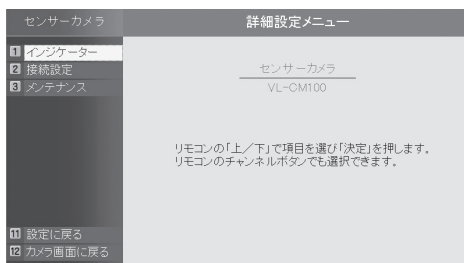 センサーカメラ
詳細設定メニュー
1 インジケーター
2 接続設定
3 メンテナンス
センサーカメラ
VL-CM100
リモコンの「上／下」で項目を選び「決定」を押します。
リモコンのチャンネルボタンでも選択できます。
11 設定に戻る
12 カメラ画面に戻る